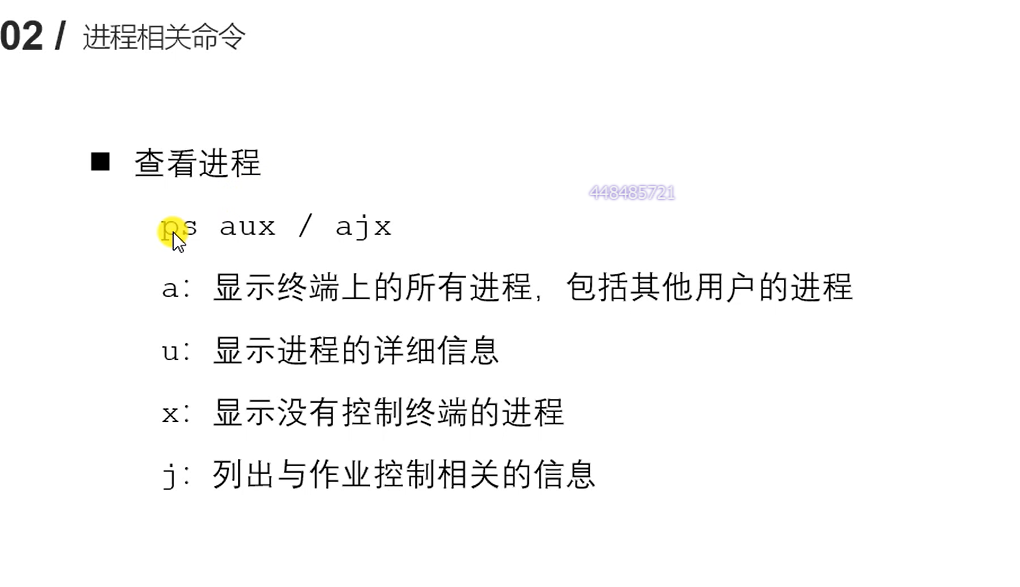 02 / 进程相关命令
■ 查看进程
448485721
ps aux / ajx
a：显示终端上的所有进程，包括其他用户的进程
u：显示进程的详细信息
x：显示没有控制终端的进程
j：列出与作业控制相关的信息